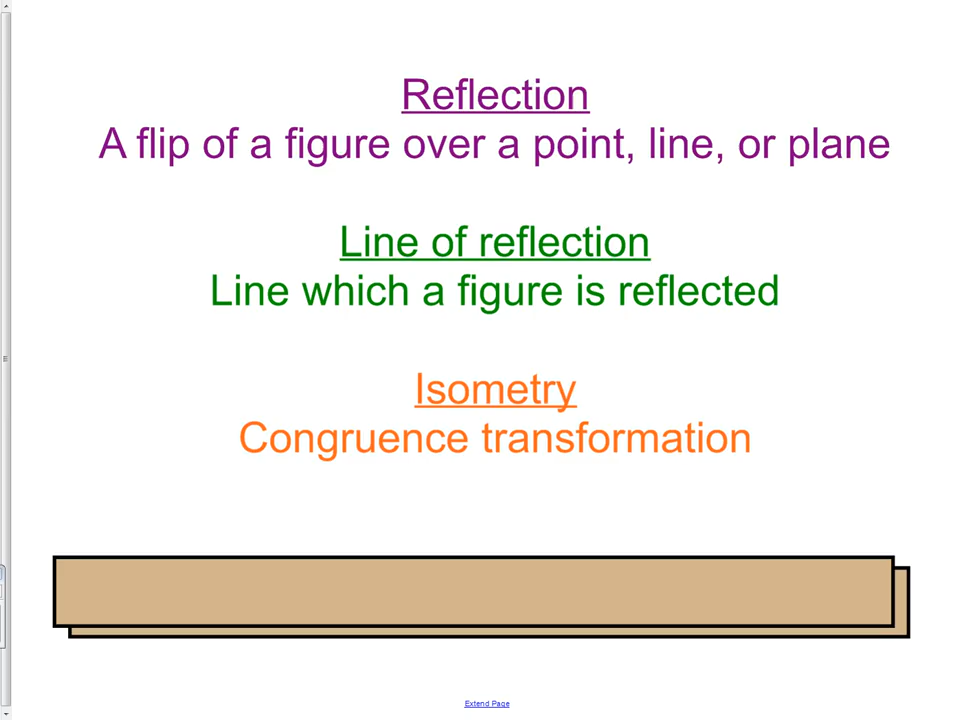 Reflection
A flip of a figure over a point, line, or plane
Line of reflection
Line which a figure is reflected
Isometry
Congruence transformation
Extend Page